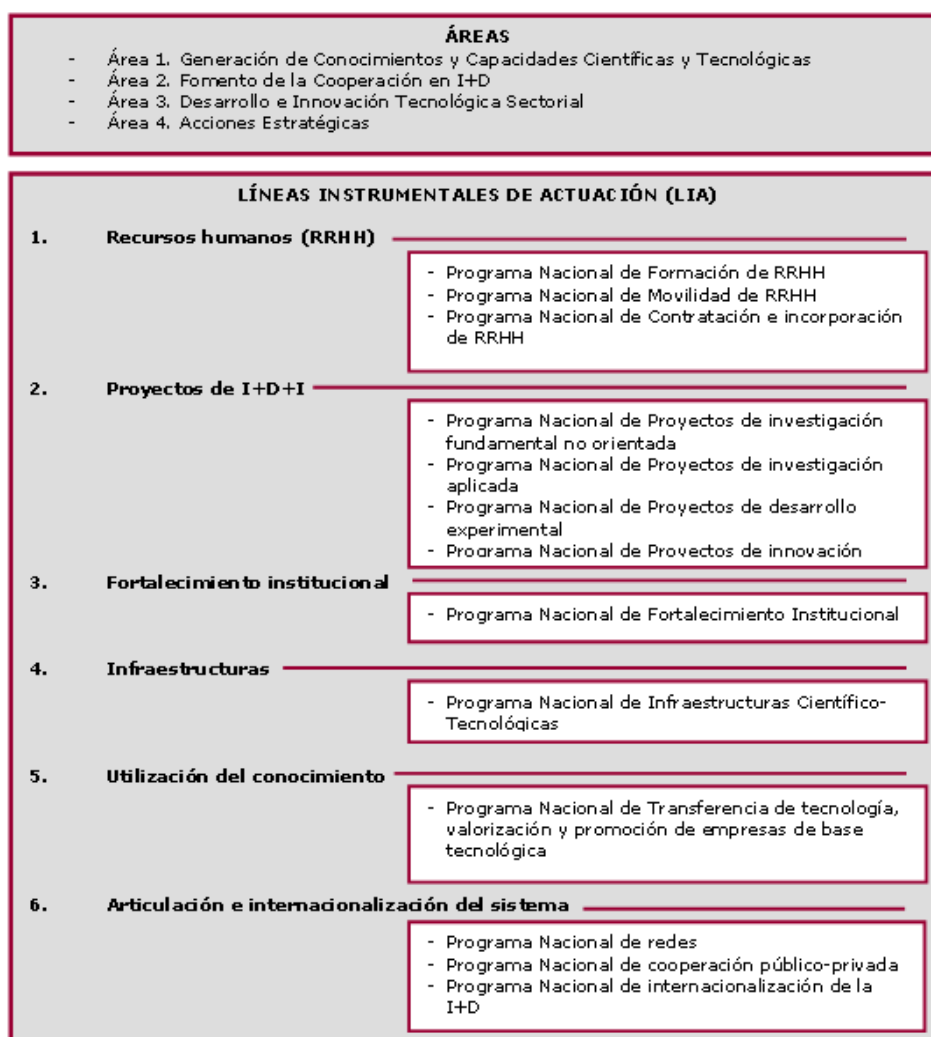 ÁREAS
- Área 1. Generación de Conocimientos y Capacidades Científicas y Tecnológicas
- Área 2. Fomento de la Cooperación en I+D
- Área 3. Desarrollo e Innovación Tecnológica Sectorial
- Área 4. Acciones Estratégicas
LÍNEAS INSTRUMENTALES DE ACTUACIÓN (LIA)
1. Recursos humanos (RRHH)
- Programa Nacional de Formación de RRHH
- Programa Nacional de Movilidad de RRHH
- Programa Nacional de Contratación e incorporación
de RRHH
2. Proyectos de I+D+I
- Programa Nacional de Proyectos de investigación
fundamental no orientada
- Programa Nacional de Proyectos de investigación
aplicada
- Programa Nacional de Proyectos de desarrollo
experimental
- Programa Nacional de Proyectos de innovación
3. Fortalecimiento institucional
- Programa Nacional de Fortalecimiento Institucional
4. Infraestructuras
- Programa Nacional de Infraestructuras Científico-
Tecnológicas
5. Utilización del conocimiento
- Programa Nacional de Transferencia de tecnología,
valorización y promoción de empresas de base
tecnológica
6. Articulación e internacionalización del sistema
- Programa Nacional de redes
- Programa Nacional de cooperación público-privada
- Programa Nacional de internacionalización de la
I+D